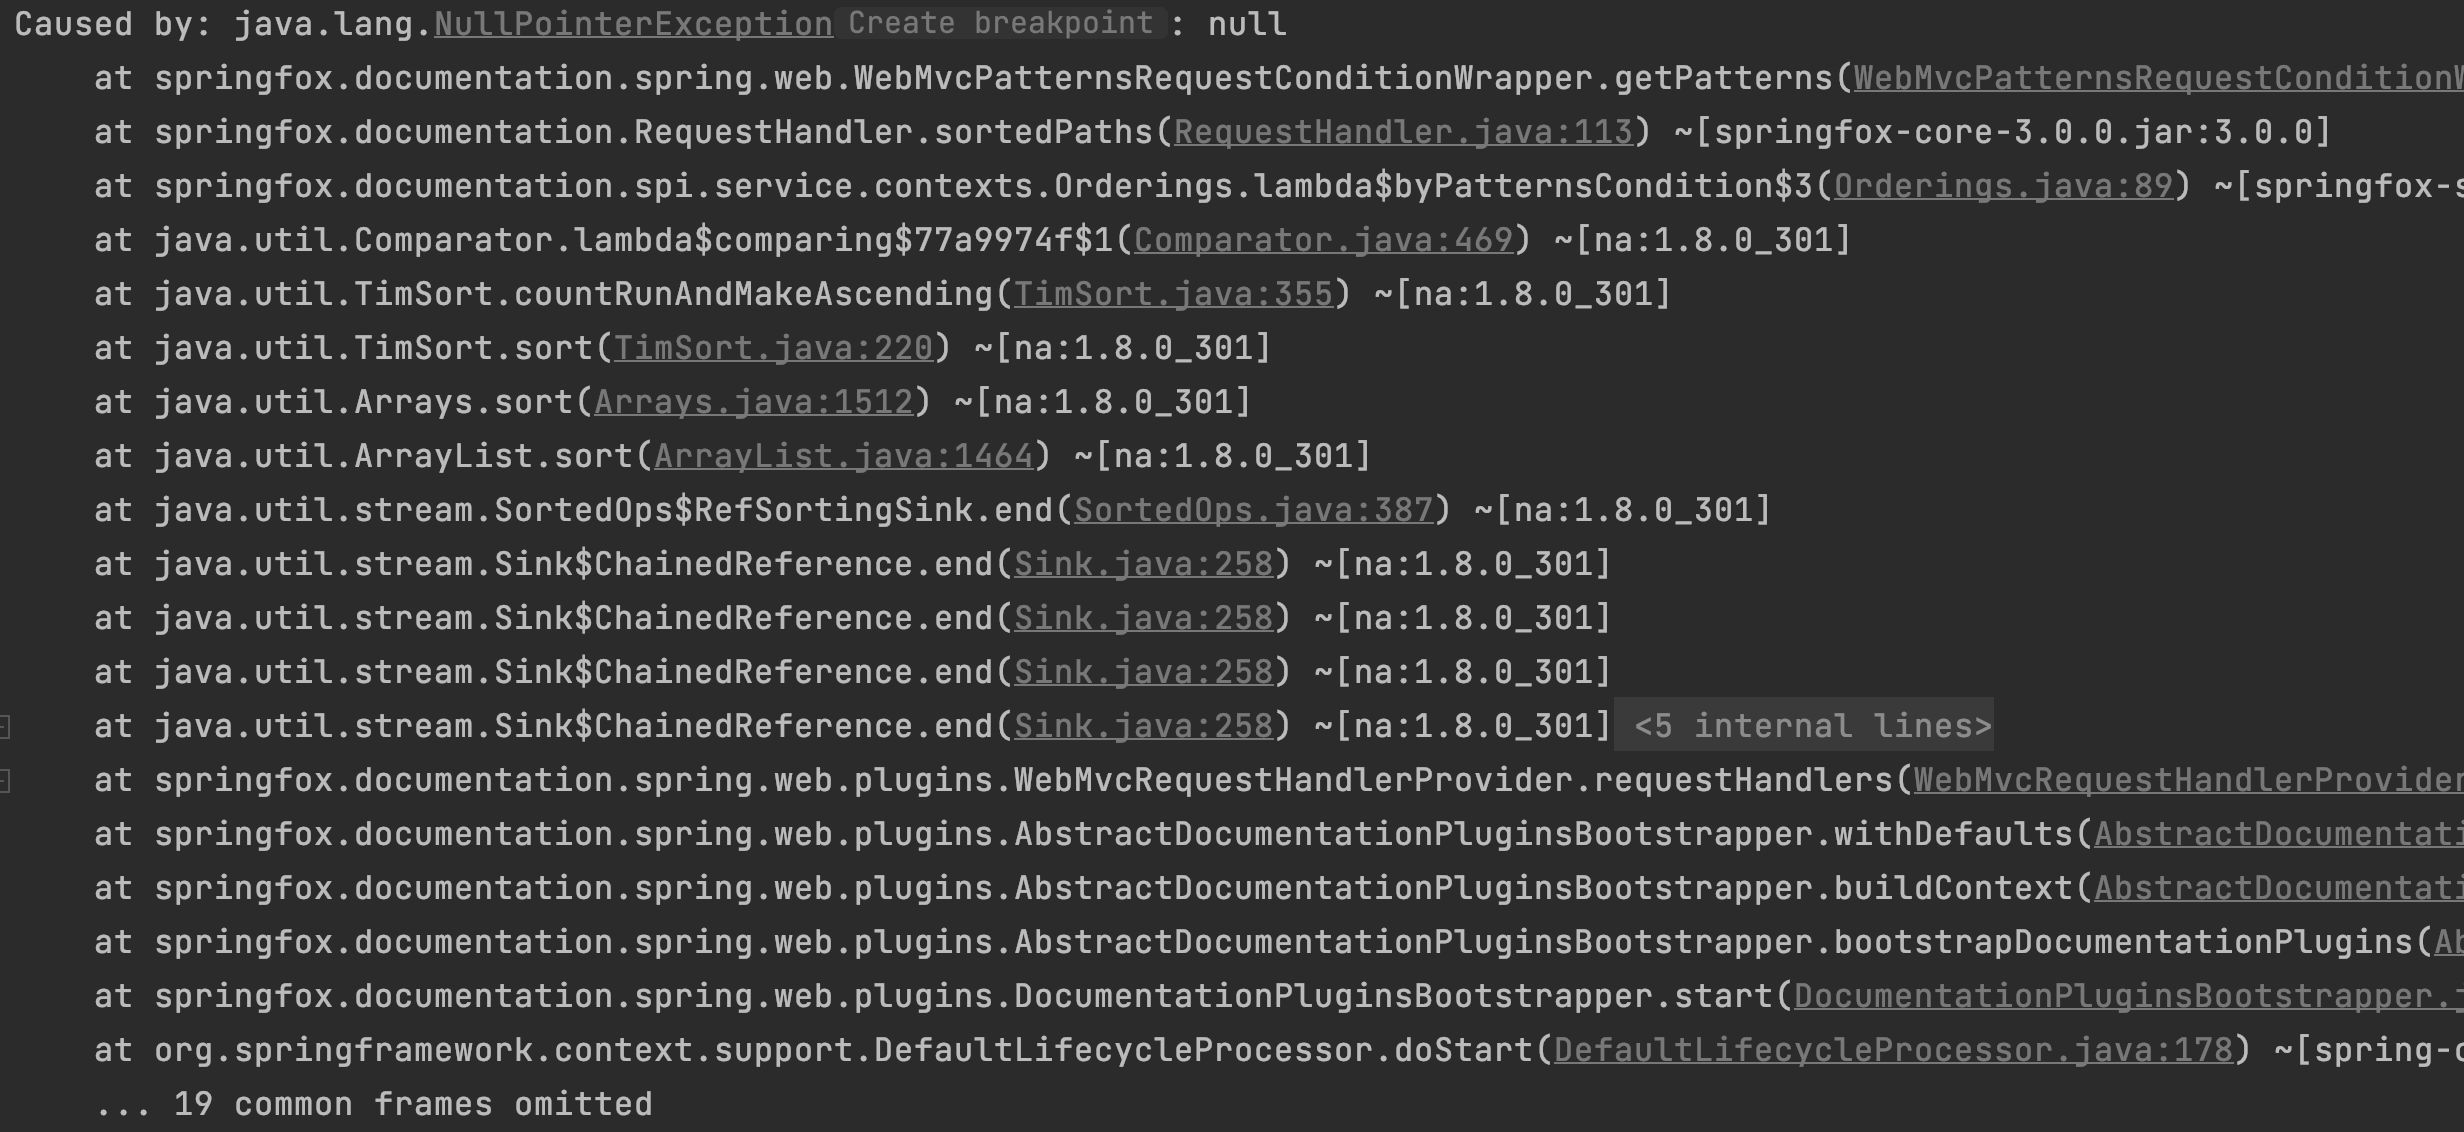 Caused by: java.lang.NullPointerException Create breakpoint : null
at springfox.documentation.spring.web.WebMvcPatternsRequestConditionWrapper.getPatterns(WebMvcPatternsRequestConditionW
at springfox.documentation.RequestHandler.sortedPaths(RequestHandler.java:113) ~[springfox-core-3.0.0.jar:3.0.0]
at springfox.documentation.spi.service.contexts.Orderings.lambda$byPatternsCondition$3(Orderings.java:89) ~[springfox-s
at java.util.Comparator.lambda$comparing$77a9974f$1(Comparator.java:469) ~[na:1.8.0_301]
at java.util.TimSort.countRunAndMakeAscending(TimSort.java:355) ~[na:1.8.0_301]
at java.util.TimSort.sort(TimSort.java:220) ~[na:1.8.0_301]
at java.util.Arrays.sort(Arrays.java:1512) ~[na:1.8.0_301]
at java.util.ArrayList.sort(ArrayList.java:1464) ~[na:1.8.0_301]
at java.util.stream.SortedOps$RefSortingSink.end(SortedOps.java:387) ~[na:1.8.0_301]
at java.util.stream.Sink$ChainedReference.end(Sink.java:258) ~[na:1.8.0_301]
at java.util.stream.Sink$ChainedReference.end(Sink.java:258) ~[na:1.8.0_301]
at java.util.stream.Sink$ChainedReference.end(Sink.java:258) ~[na:1.8.0_301]
at java.util.stream.Sink$ChainedReference.end(Sink.java:258) ~[na:1.8.0_301] <5 internal lines>
at springfox.documentation.spring.web.plugins.WebMvcRequestHandlerProvider.requestHandlers(WebMvcRequestHandlerProvider
at springfox.documentation.spring.web.plugins.AbstractDocumentationPluginsBootstrapper.withDefaults(AbstractDocumentati
at springfox.documentation.spring.web.plugins.AbstractDocumentationPluginsBootstrapper.buildContext(AbstractDocumentati
at springfox.documentation.spring.web.plugins.AbstractDocumentationPluginsBootstrapper.bootstrapDocumentationPlugins(Ab
at springfox.documentation.spring.web.plugins.DocumentationPluginsBootstrapper.start(DocumentationPluginsBootstrapper.j
at org.springframework.context.support.DefaultLifecycleProcessor.doStart(DefaultLifecycleProcessor.java:178) ~[spring-c
... 19 common frames omitted